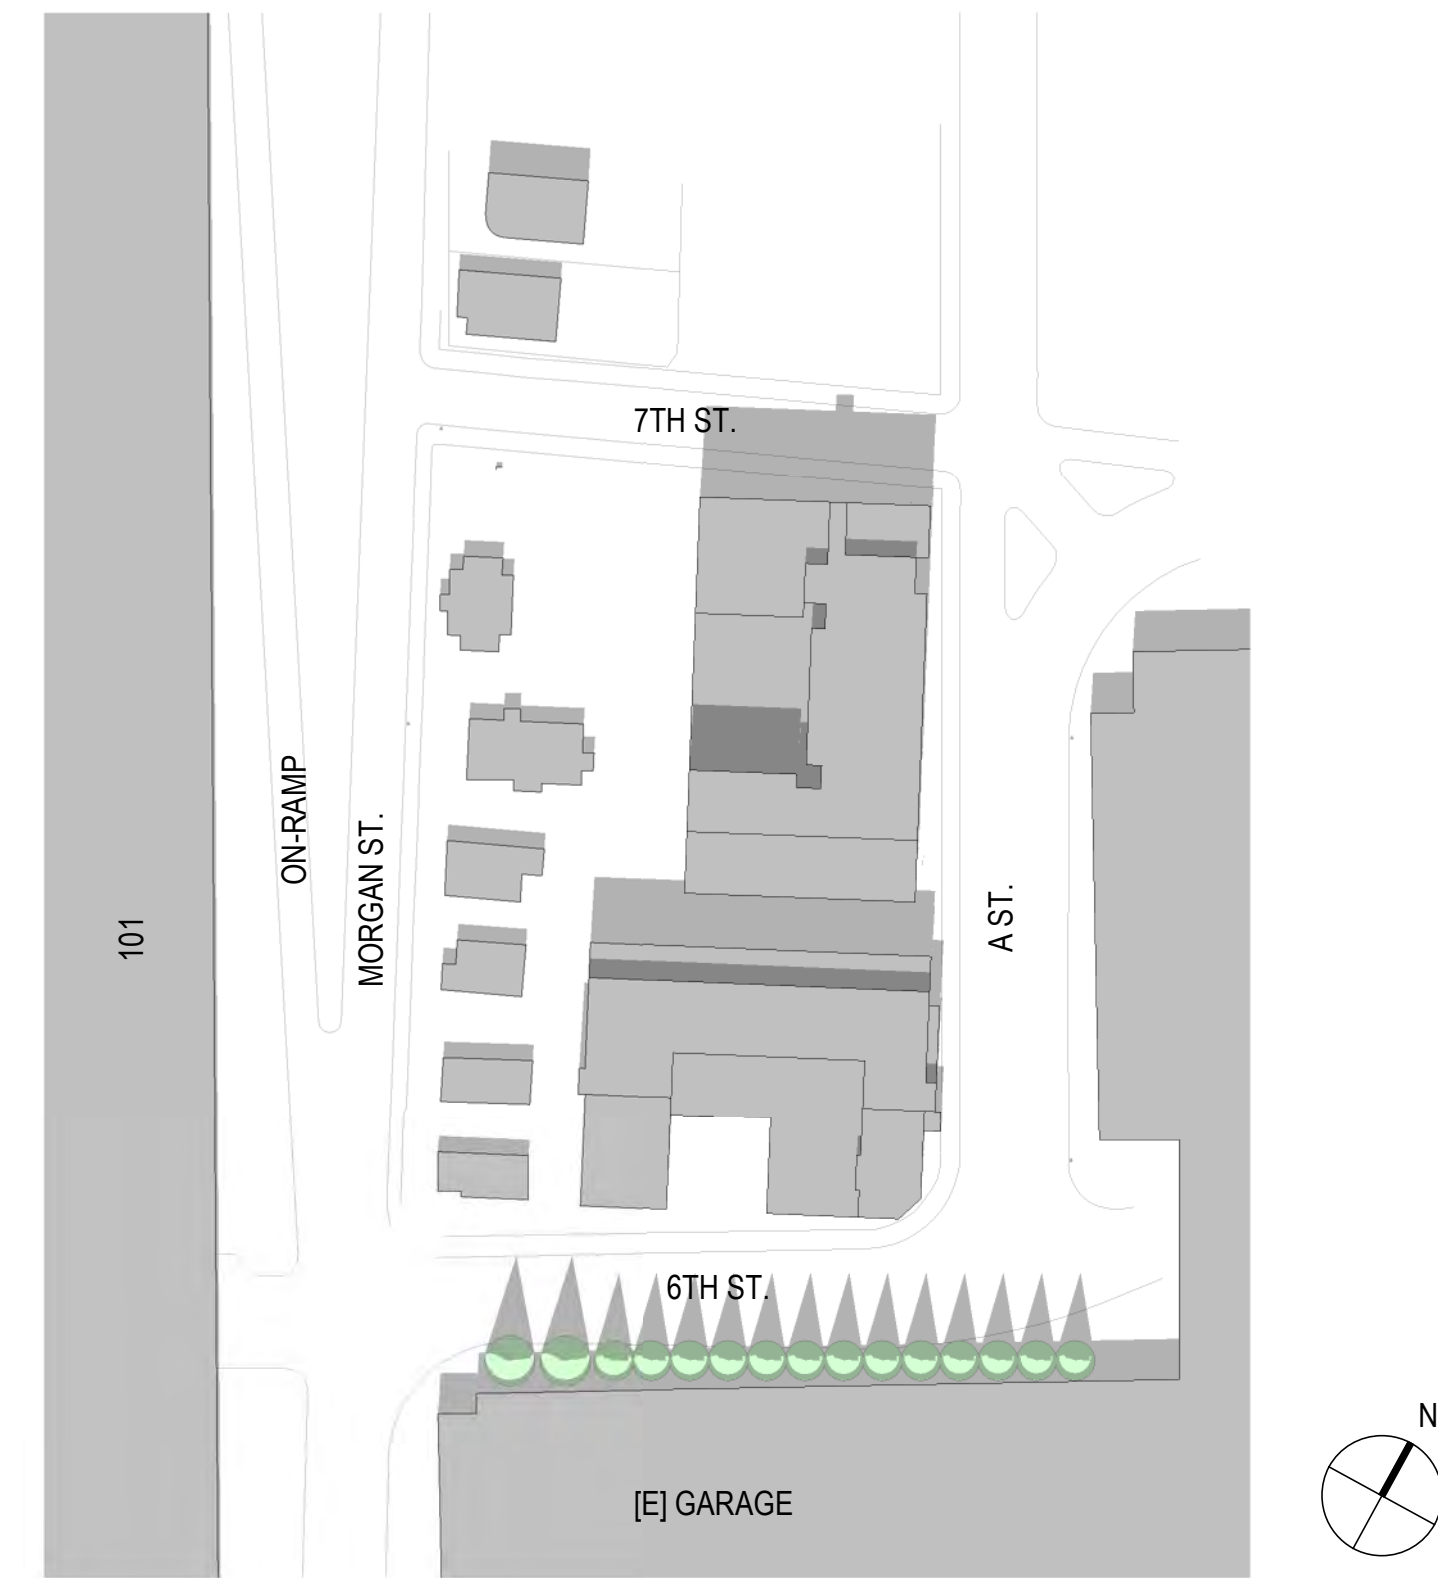 7TH ST.
ON-RAMP
MORGAN ST.
101
A ST.
6TH ST.
N
[E] GARAGE